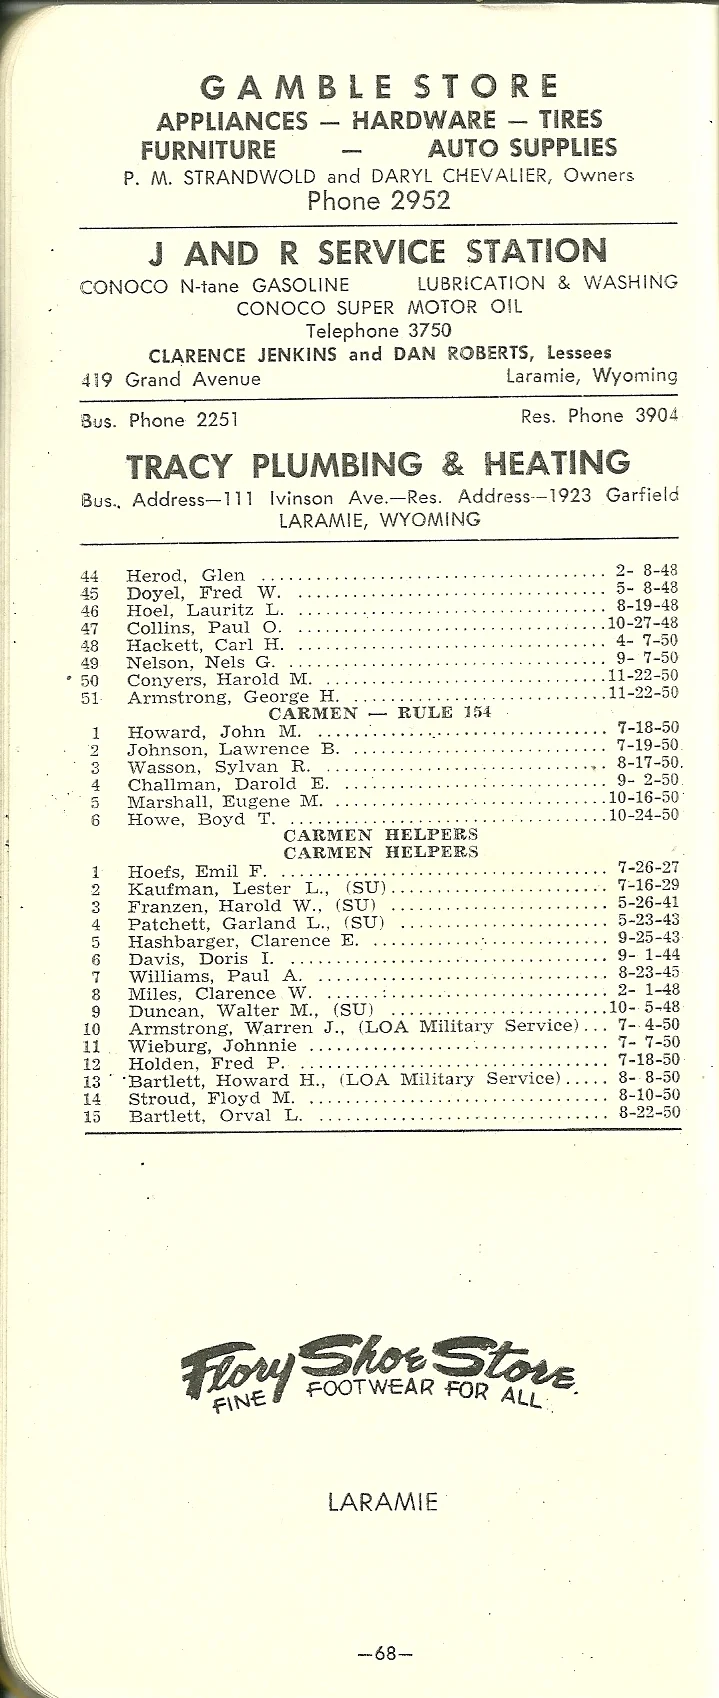 GAMBLE STORE
APPLIANCES — HARDWARE — TIRES
FURNITURE — AUTO SUPPLIES
P. M. STRANDWOLD and DARYL CHEVALIER, Owners
Phone 2952
J AND R SERVICE STATION
CONOCO N-tane GASOLINE LUBRICATION & WASHING
CONOCO SUPER MOTOR OIL
Telephone 3750
CLARENCE JENKINS and DAN ROBERTS, Lessees
419 Grand Avenue Laramie, Wyoming
Bus. Phone 2251 Res. Phone 3904
TRACY PLUMBING & HEATING
Bus., Address—111 Ivinson Ave.—Res. Address—1923 Garfield
LARAMIE, WYOMING
44 Herod, Glen ........................................ 2- 8-48
45 Doyel, Fred W. ........................................ 5- 8-48
46 Hoel, Lauritz L. ........................................ 8-19-48
47 Collins, Paul O. ........................................10-27-48
48 Hackett, Carl H. ........................................ 4- 7-50
49 Nelson, Nels G. ........................................ 9- 7-50
50 Conyers, Harold M. ....................................11-22-50
51 Armstrong, George H. ................................11-22-50
CARMEN — RULE 154
1 Howard, John M. ........................................ 7-18-50
2 Johnson, Lawrence B. ................................ 7-19-50
3 Wasson, Sylvan R. .................................... 8-17-50
4 Challman, Darold E. .................................. 9- 2-50
5 Marshall, Eugene M. ..................................10-16-50
6 Howe, Boyd T. ........................................10-24-50
CARMEN HELPERS
CARMEN HELPERS
1 Hoefs, Emil F. ........................................ 7-26-27
2 Kaufman, Lester L., (SU)............................ 7-16-29
3 Franzen, Harold W., (SU) .......................... 5-26-41
4 Patchett, Garland L., (SU) ........................ 5-23-43
5 Hashbarger, Clarence E. ............................ 9-25-43
6 Davis, Doris I. ........................................ 9- 1-44
7 Williams, Paul A. .................................... 8-23-45
8 Miles, Clarence W. .................................. 2- 1-48
9 Duncan, Walter M., (SU) ..........................10- 5-48
10 Armstrong, Warren J., (LOA Military Service)... 7- 4-50
11 Wieburg, Johnnie .................................... 7- 7-50
12 Holden, Fred P. ...................................... 7-18-50
13 Bartlett, Howard H., (LOA Military Service)..... 8- 8-50
14 Stroud, Floyd M. .................................... 8-10-50
15 Bartlett, Orval L. .................................... 8-22-50
Flory Shoe Store
FINE FOOTWEAR FOR ALL.
LARAMIE
—68—